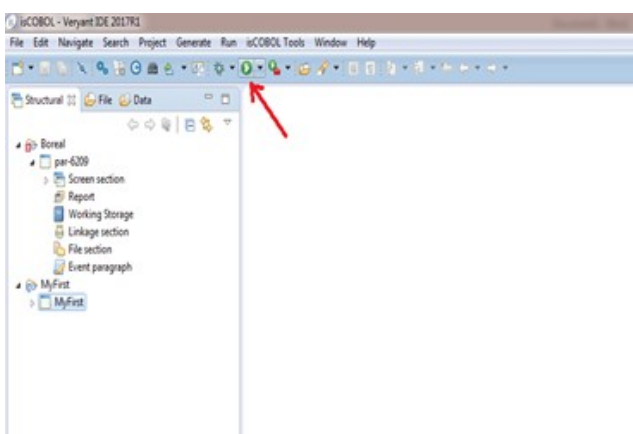 isCOBOL - Veryant IDE 2017R1
File Edit Navigate Search Project Generate Run isCOBOL Tools Window Help
Structural File Data
Boreal
par-6209
Screen section
Report
Working Storage
Linkage section
File section
Event paragraph
MyFirst
MyFirst